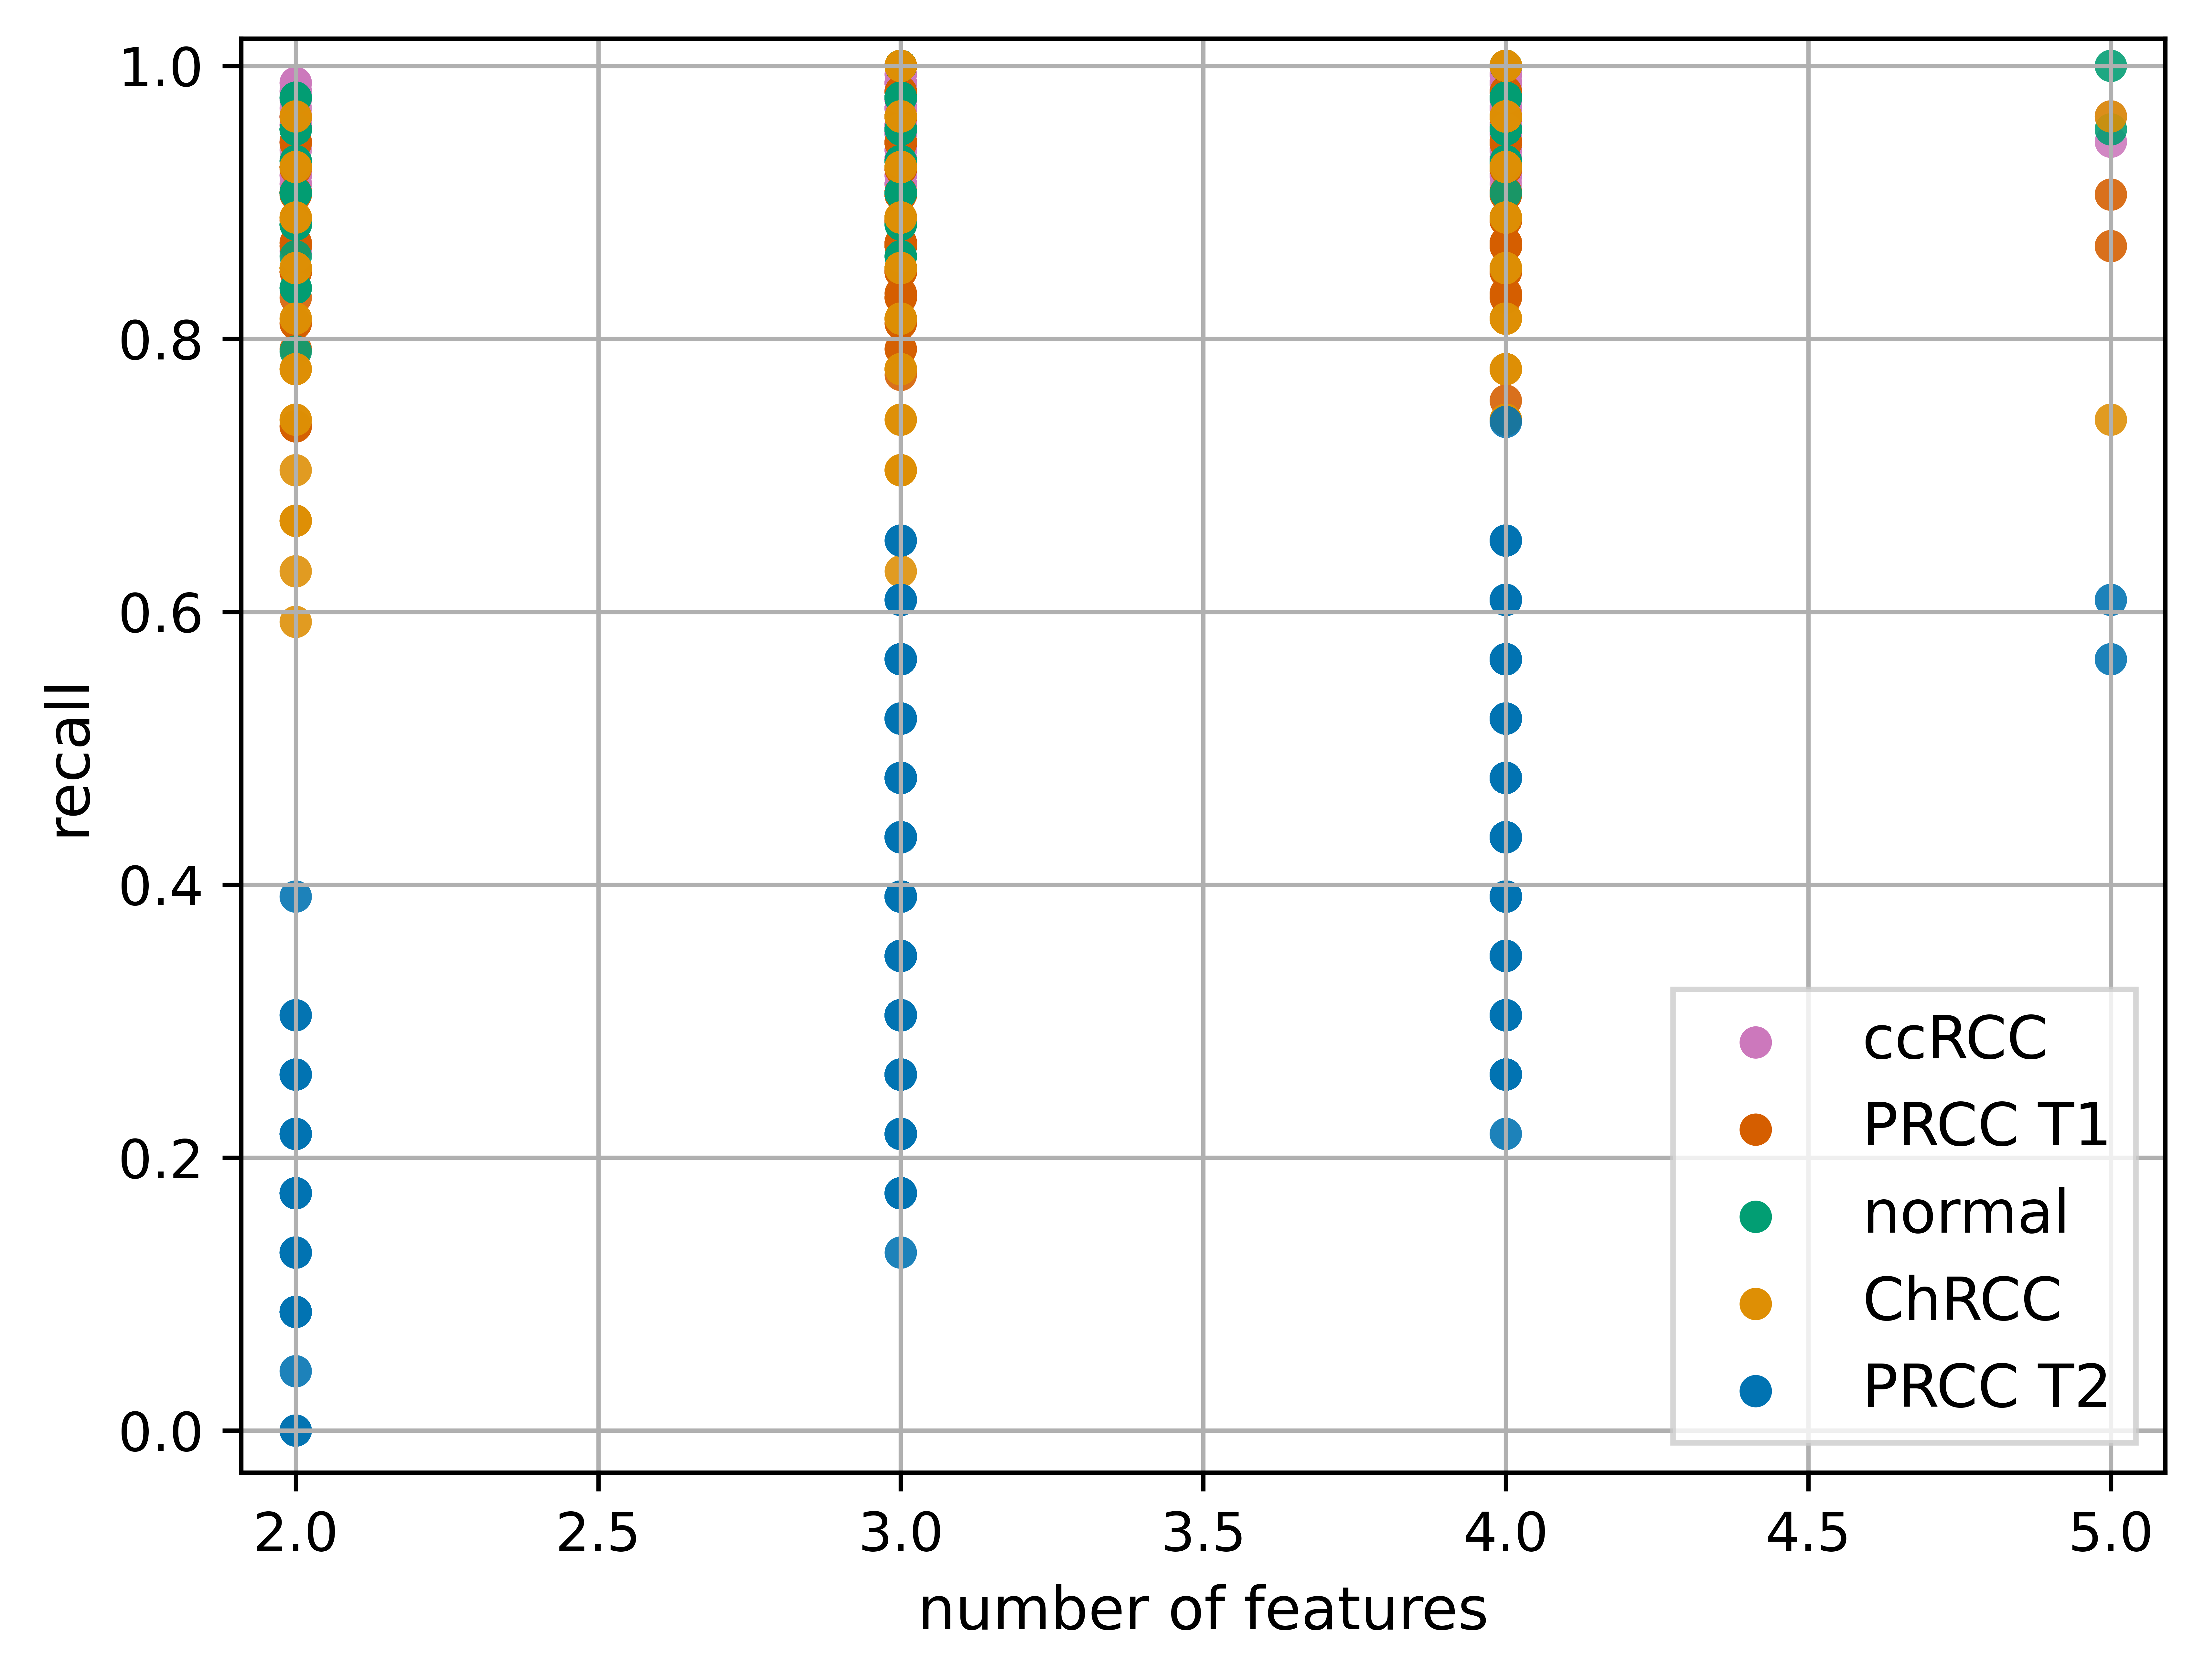 1.0
0.8
0.6
0.4
0.2
0.0
recall
2.0 2.5 3.0 3.5 4.0 4.5 5.0
number of features
ccRCC
PRCC T1
normal
ChRCC
PRCC T2